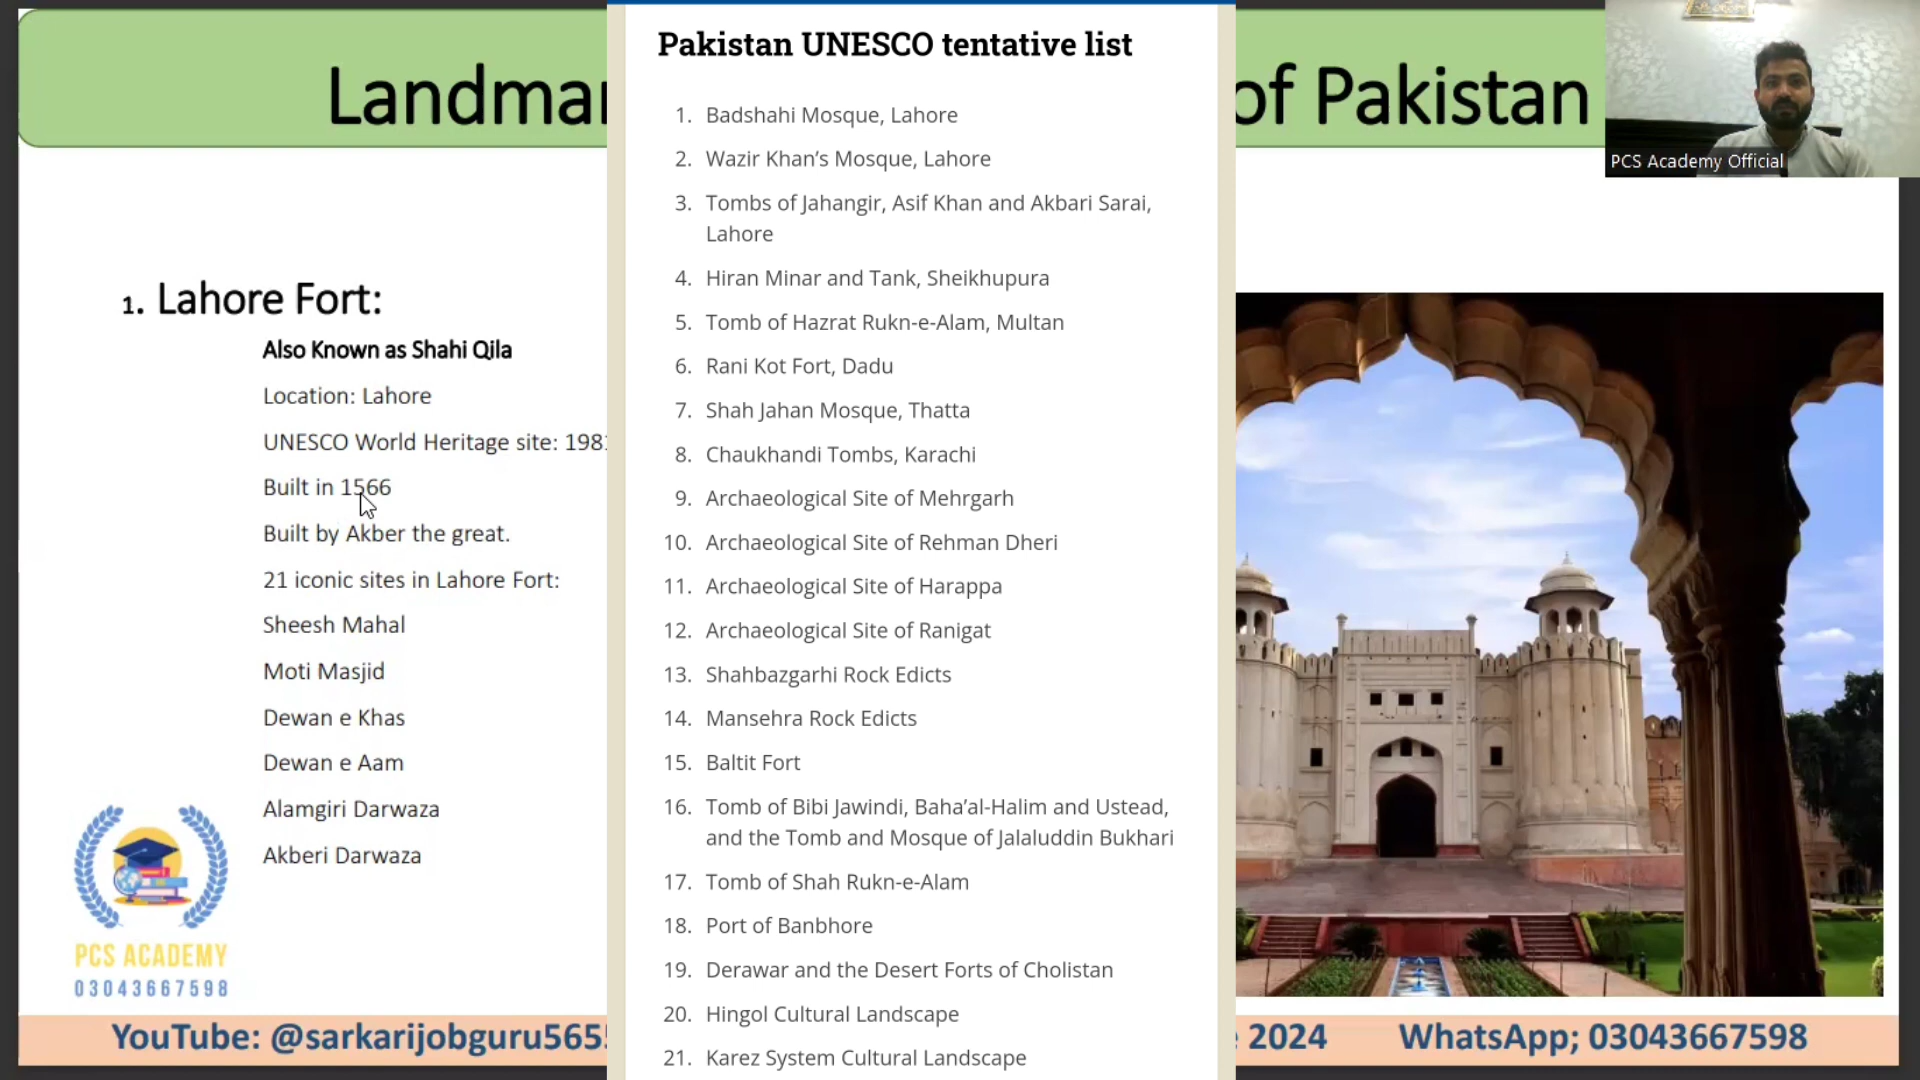 Landmar
of Pakistan
PCS Academy Official
1. Lahore Fort:
Also Known as Shahi Qila
Location: Lahore
UNESCO World Heritage site: 1981
Built in 1566
Built by Akber the great.
21 iconic sites in Lahore Fort:
Sheesh Mahal
Moti Masjid
Dewan e Khas
Dewan e Aam
Alamgiri Darwaza
Akberi Darwaza
PCS ACADEMY
03043667598
Pakistan UNESCO tentative list
1. Badshahi Mosque, Lahore
2. Wazir Khan’s Mosque, Lahore
3. Tombs of Jahangir, Asif Khan and Akbari Sarai,
Lahore
4. Hiran Minar and Tank, Sheikhupura
5. Tomb of Hazrat Rukn-e-Alam, Multan
6. Rani Kot Fort, Dadu
7. Shah Jahan Mosque, Thatta
8. Chaukhandi Tombs, Karachi
9. Archaeological Site of Mehrgarh
10. Archaeological Site of Rehman Dheri
11. Archaeological Site of Harappa
12. Archaeological Site of Ranigat
13. Shahbazgarhi Rock Edicts
14. Mansehra Rock Edicts
15. Baltit Fort
16. Tomb of Bibi Jawindi, Baha’al-Halim and Ustead,
and the Tomb and Mosque of Jalaluddin Bukhari
17. Tomb of Shah Rukn-e-Alam
18. Port of Banbhore
19. Derawar and the Desert Forts of Cholistan
20. Hingol Cultural Landscape
21. Karez System Cultural Landscape
YouTube: @sarkarijobguru565
2024 WhatsApp; 03043667598